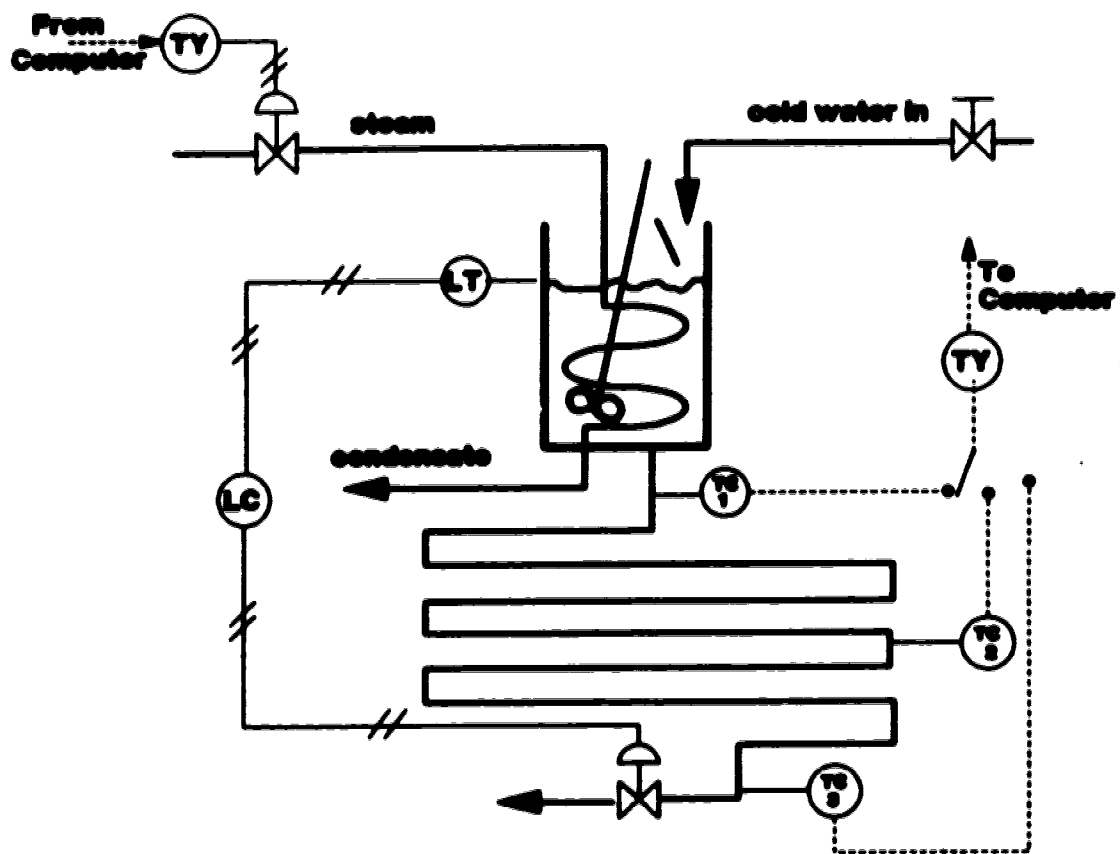 From
Computer
TY
steam
cold water in
LT
To
Computer
TY
condensate
LC
TC
1
TC
2
TC
3